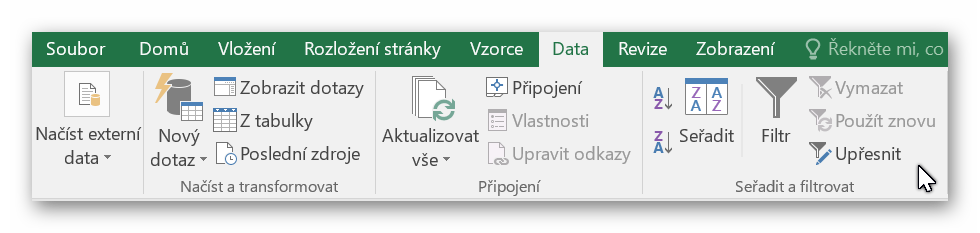 Soubor Domů Vložení Rozložení stránky Vzorce Data Revize Zobrazení Řekněte mi, co
Načíst externí
data
Nový
dotaz
Zobrazit dotazy
Z tabulky
Poslední zdroje
Načíst a transformovat
Aktualizovat
vše
Připojení
Vlastnosti
Upravit odkazy
Připojení
A
Z
Z
A
Z A
A Z
Seřadit
Filtr
Vymazat
Použít znovu
Upřesnit
Seřadit a filtrovat